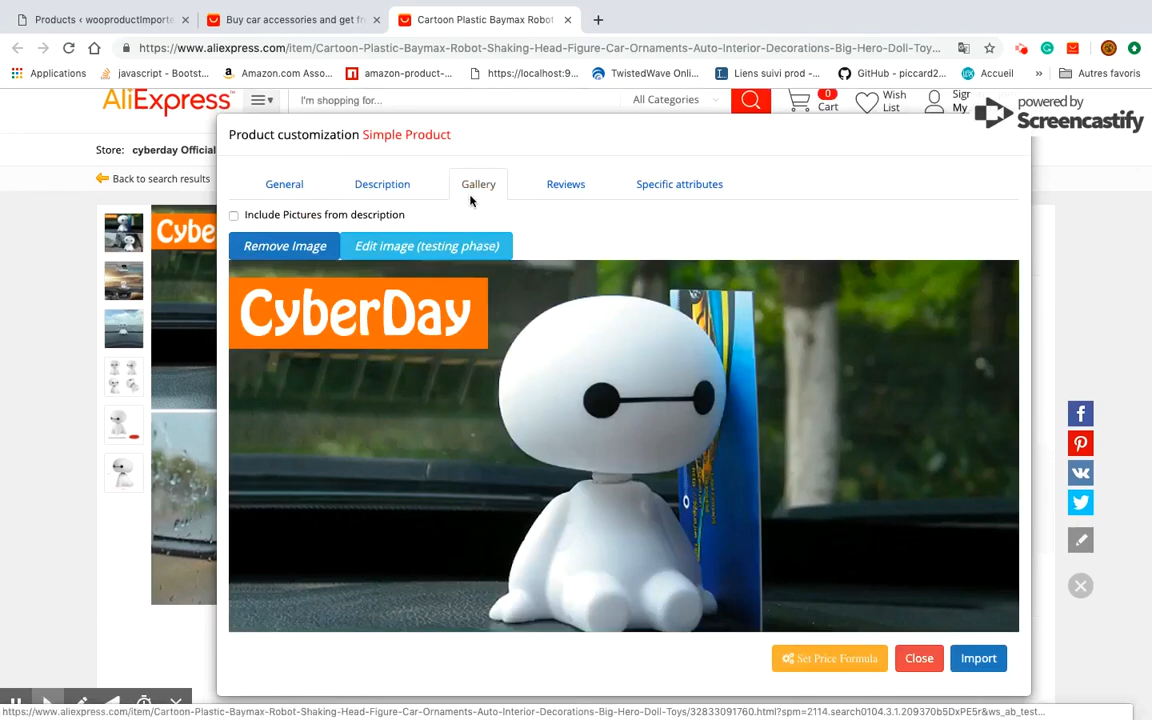 Products ‹ wooproductImporte
Buy car accessories and get fr
Cartoon Plastic Baymax Robot
https://www.aliexpress.com/item/Cartoon-Plastic-Baymax-Robot-Shaking-Head-Figure-Car-Ornaments-Auto-Interior-Decorations-Big-Hero-Doll-Toy...
Applications
javascript - Bootst...
Amazon.com Asso...
amazon-product-...
https://localhost:9...
TwistedWave Onli...
Liens suivi prod -...
GitHub - piccard2...
Accueil
»
Autres favoris
AliExpress
I'm shopping for...
All Categories
0
Cart
Wish
List
Sign
My
powered by
Screencastify
Store: cyberday Official
Back to search results
Product customization Simple Product
General
Description
Gallery
Reviews
Specific attributes
Include Pictures from description
Remove Image
Edit image (testing phase)
Cybe
CyberDay
Set Price Formula
Close
Import
https://www.aliexpress.com/item/Cartoon-Plastic-Baymax-Robot-Shaking-Head-Figure-Car-Ornaments-Auto-Interior-Decorations-Big-Hero-Doll-Toys/32833091760.html?spm=2114.search0104.3.1.209370b5DxPE5r&ws_ab_test...